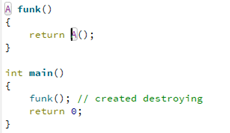 A funk()
{
    return A();
}
int main()
{
    funk(); // created destroying
    return 0;
}